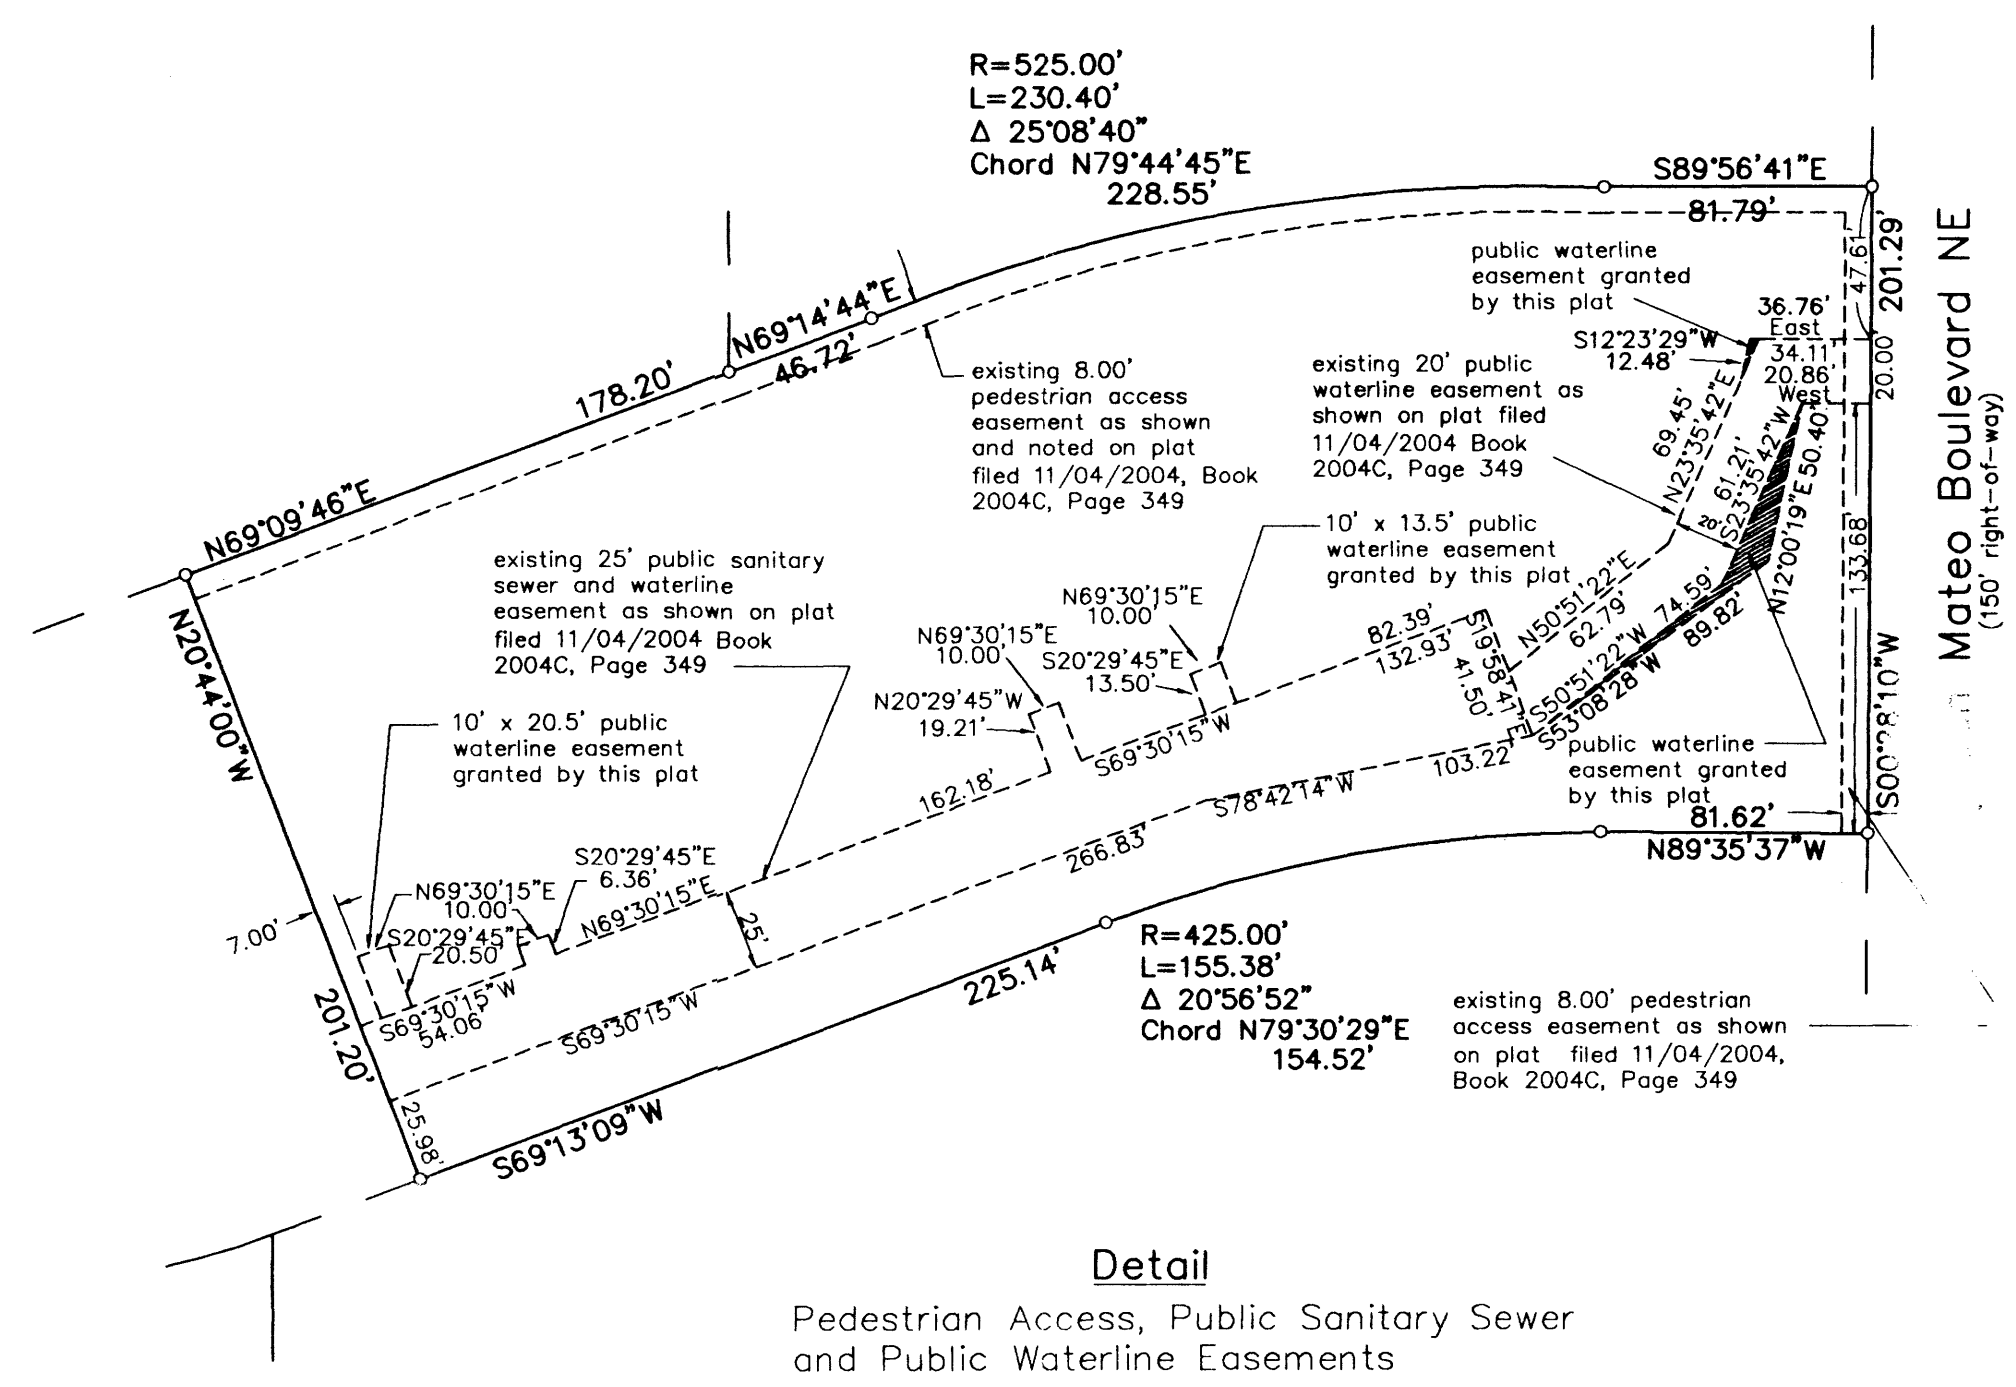 R=525.00'
L=230.40'
Δ 25°08'40"
Chord N79°44'45"E
228.55'
S89°56'41"E
81.79'
47.61'
201.29'
Mateo Boulevard NE
(150' right-of-way)
public waterline
easement granted
by this plat
36.76'
East
S12°23'29"W
12.48'
34.11'
20.86'
West
20.00'
N69°14'44"E
46.72'
178.20'
N69°09'46"E
existing 8.00'
pedestrian access
easement as shown
and noted on plat
filed 11/04/2004, Book
2004C, Page 349
existing 20' public
waterline easement as
shown on plat filed
11/04/2004 Book
2004C, Page 349
69.45'
N23°35'42"E
61.21'
S23°35'42"W
20'
N12°00'19"E 50.40'
133.68'
10' x 13.5' public
waterline easement
granted by this plat
existing 25' public sanitary
sewer and waterline
easement as shown on plat
filed 11/04/2004 Book
2004C, Page 349
N69°30'15"E
10.00'
N69°30'15"E
10.00'
S20°29'45"E
13.50'
N20°29'45"W
19.21'
82.39'
132.93'
S19°58'47"E
41.50'
N50°51'22"E
62.79'
74.59'
S50°51'22"W
89.82'
S53°08'28"W
S69°30'15"W
N20°44'00"W
10' x 20.5' public
waterline easement
granted by this plat
162.18'
S78°42'14"W
103.22'
public waterline
easement granted
by this plat
81.62'
N89°35'37"W
S00°28'10"W
266.83'
S20°29'45"E
6.36'
N69°30'15"E
10.00'
N69°30'15"E
25'
7.00'
S20°29'45"E
20.50'
S69°30'15"W
54.06'
S69°30'15"W
201.20'
25.98'
S69°13'09"W
225.14'
R=425.00'
L=155.38'
Δ 20°56'52"
Chord N79°30'29"E
154.52'
existing 8.00' pedestrian
access easement as shown
on plat filed 11/04/2004,
Book 2004C, Page 349
Detail
Pedestrian Access, Public Sanitary Sewer
and Public Waterline Easements